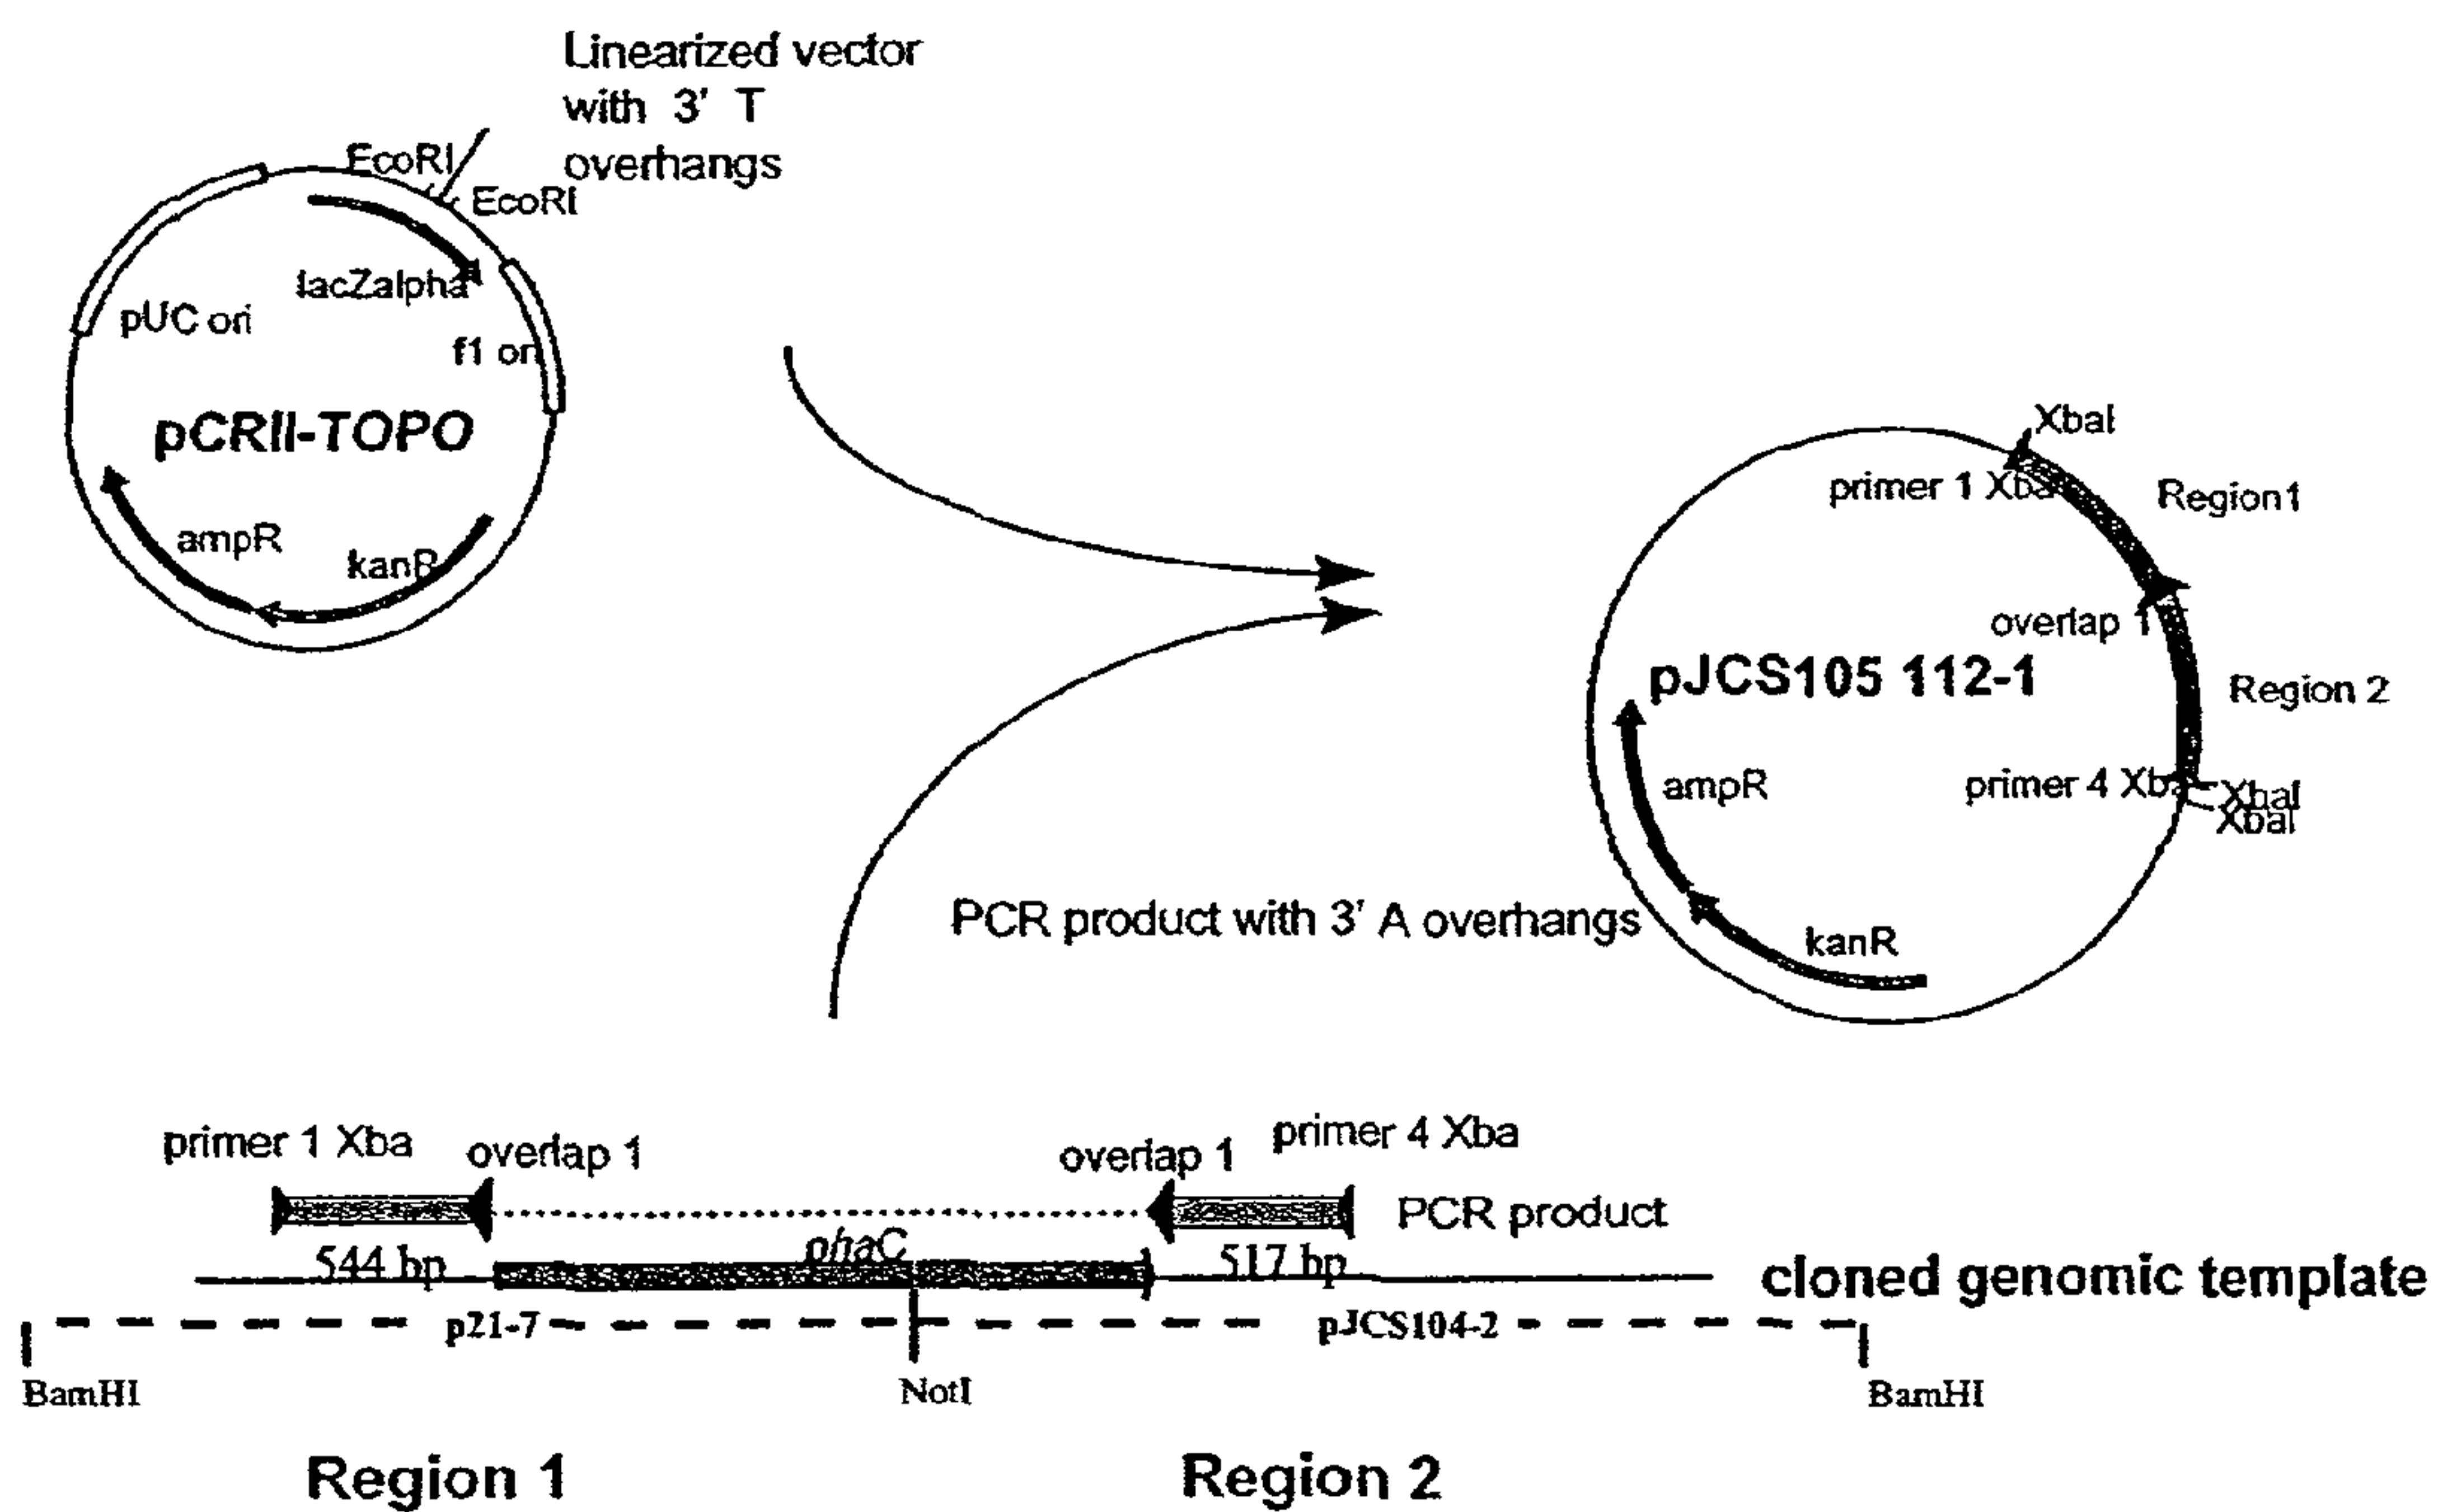 Linearized vector
with 3' T
overhangs
EcoRI
EcoRI
lacZalpha
pUC ori
f1 ori
pCRII-TOPO
ampR
kanR
XbaI
primer 1 Xba
Region1
overlap 1
pJCS105 112-1
Region 2
ampR
primer 4 Xba
XbaI
XbaI
PCR product with 3' A overhangs
kanR
primer 1 Xba
overlap 1
overlap 1
primer 4 Xba
PCR product
544 bp
phaC
517 bp
cloned genomic template
p21-7
pJCS104-2
BamHI
NotI
BamHI
Region 1
Region 2